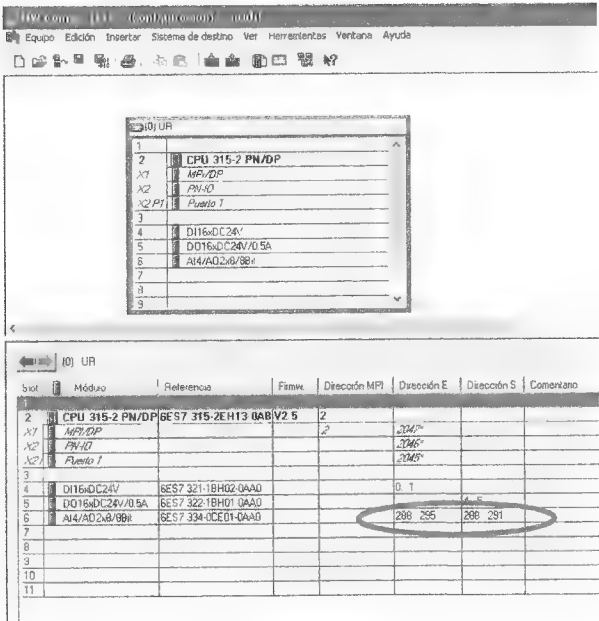 Equipo Edición Insertar Sistema de destino Ver Herramientas Ventana Ayuda
(0) UR
1
2 CPU 315-2 PN/DP
X1 MPI/DP
X2 PN-IO
X2 P1 Puerto 1
3
4 DI16xDC24V
5 DO16xDC24V/0.5A
6 AI4/AO2x8/8Bit
7
8
9
(0) UR
Slot Módulo Referencia Firmw. Dirección MPI Dirección E Dirección S Comentario
1
2 CPU 315-2 PN/DP 6ES7 315-2EH13-0AB V2.5 2
X1 MPI/DP 2 2047*
X2 PN-IO 2046*
X2 Puerto 1 2045*
3
4 DI16xDC24V 6ES7 321-1BH02-0AA0 0...1
5 DO16xDC24V/0.5A 6ES7 322-1BH01-0AA0 4...5
6 AI4/AO2x8/8Bit 6ES7 334-0CE01-0AA0 288...295 288...291
7
8
9
10
11